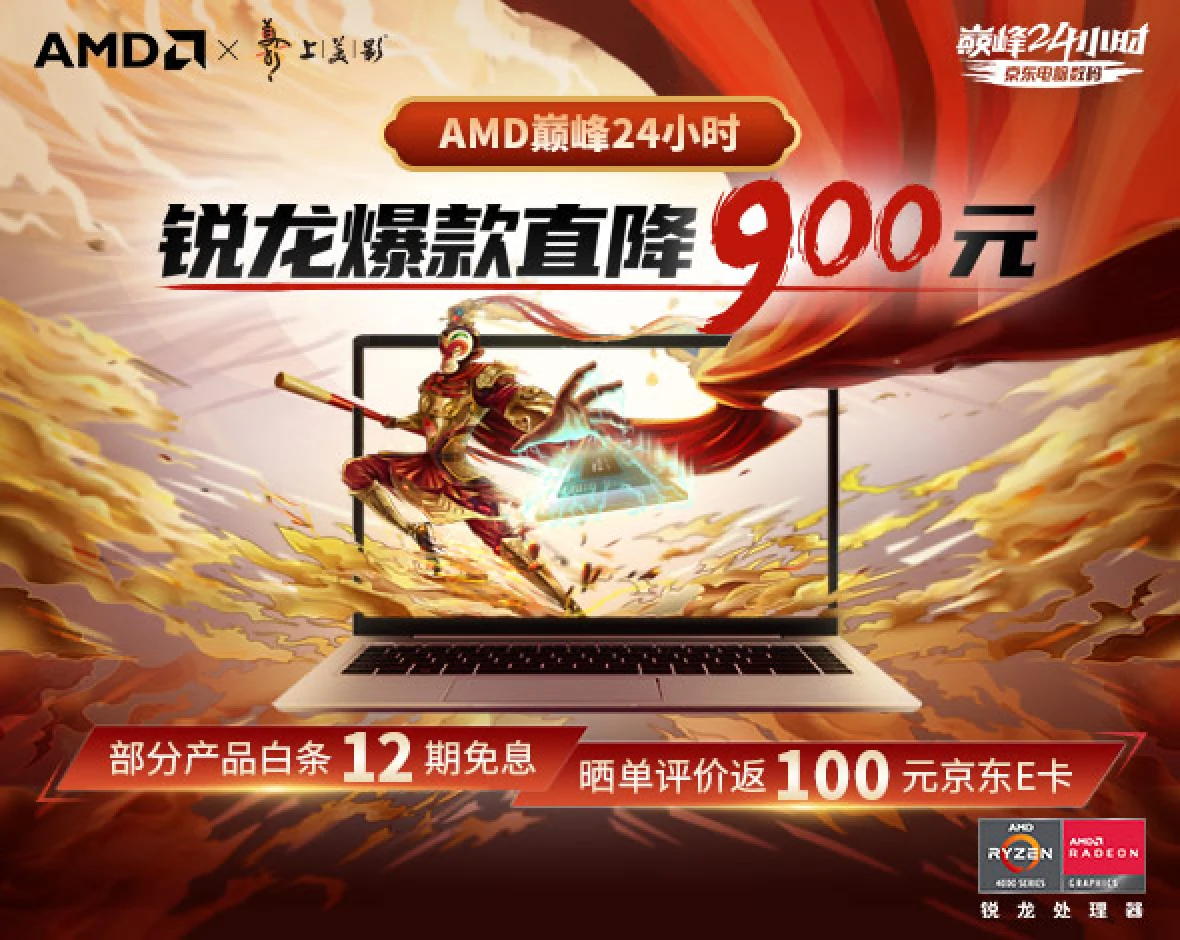 AMD × 上美影
巅峰24小时
京东电脑数码
AMD巅峰24小时
锐龙爆款直降900元
部分产品白条12期免息
晒单评价返100元京东E卡
AMD
RYZEN
4000 SERIES
AMD
RADEON
GRAPHICS
锐龙处理器